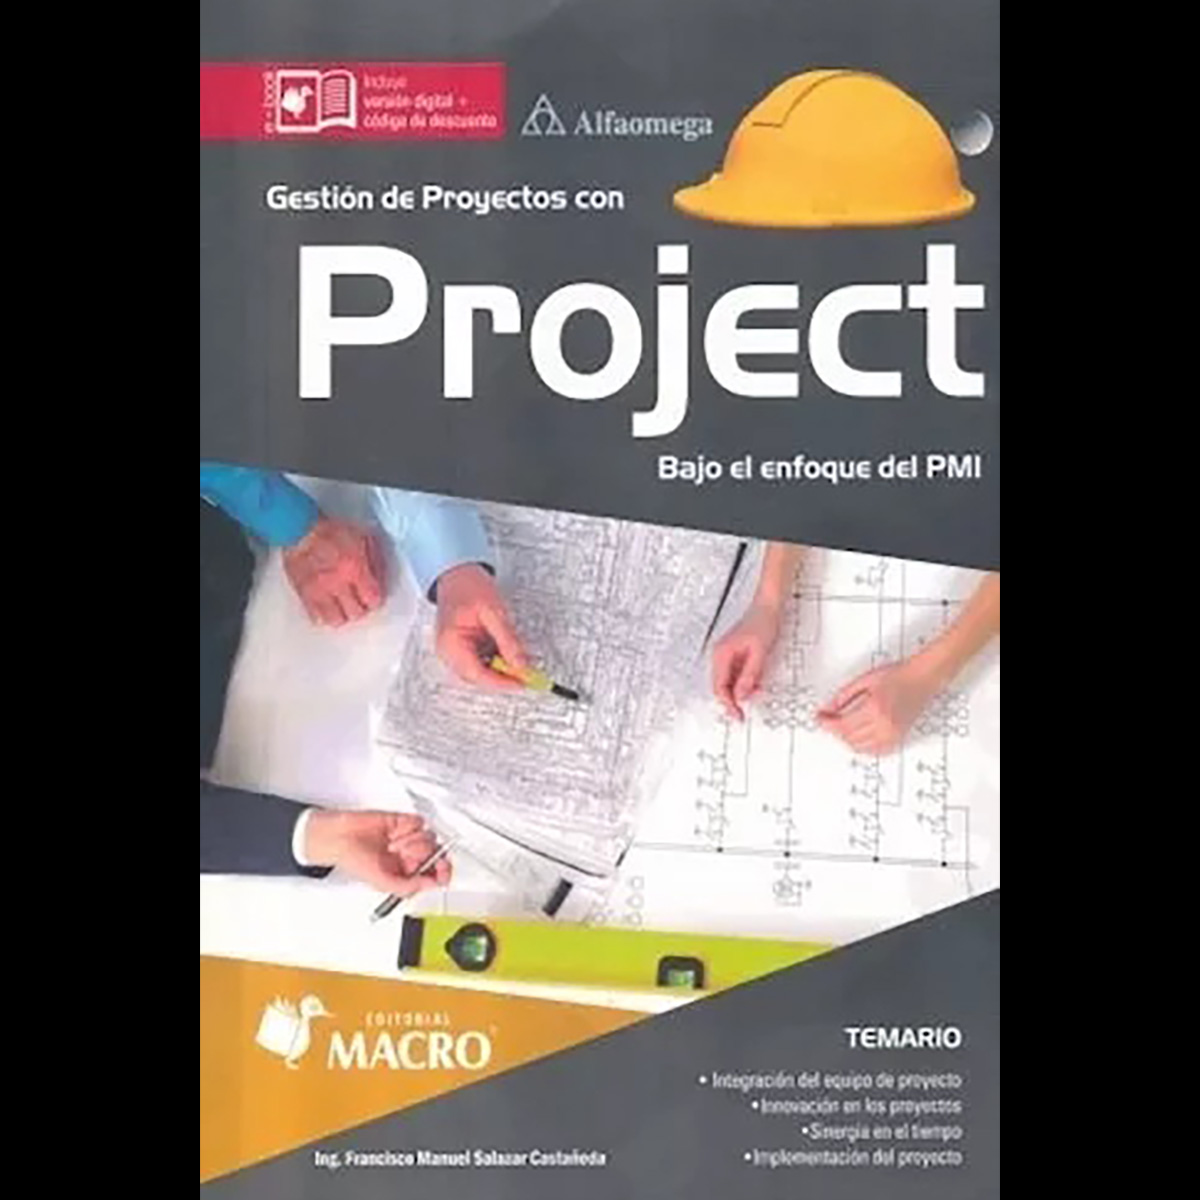 e-book
Incluye
versión digital +
código de descuento
Alfaomega
Gestión de Proyectos con
Project
Bajo el enfoque del PMI
EDITORIAL
MACRO
TEMARIO
• Integración del equipo de proyecto
• Innovación en los proyectos
• Sinergia en el tiempo
• Implementación del proyecto
Ing. Francisco Manuel Salazar Castañeda